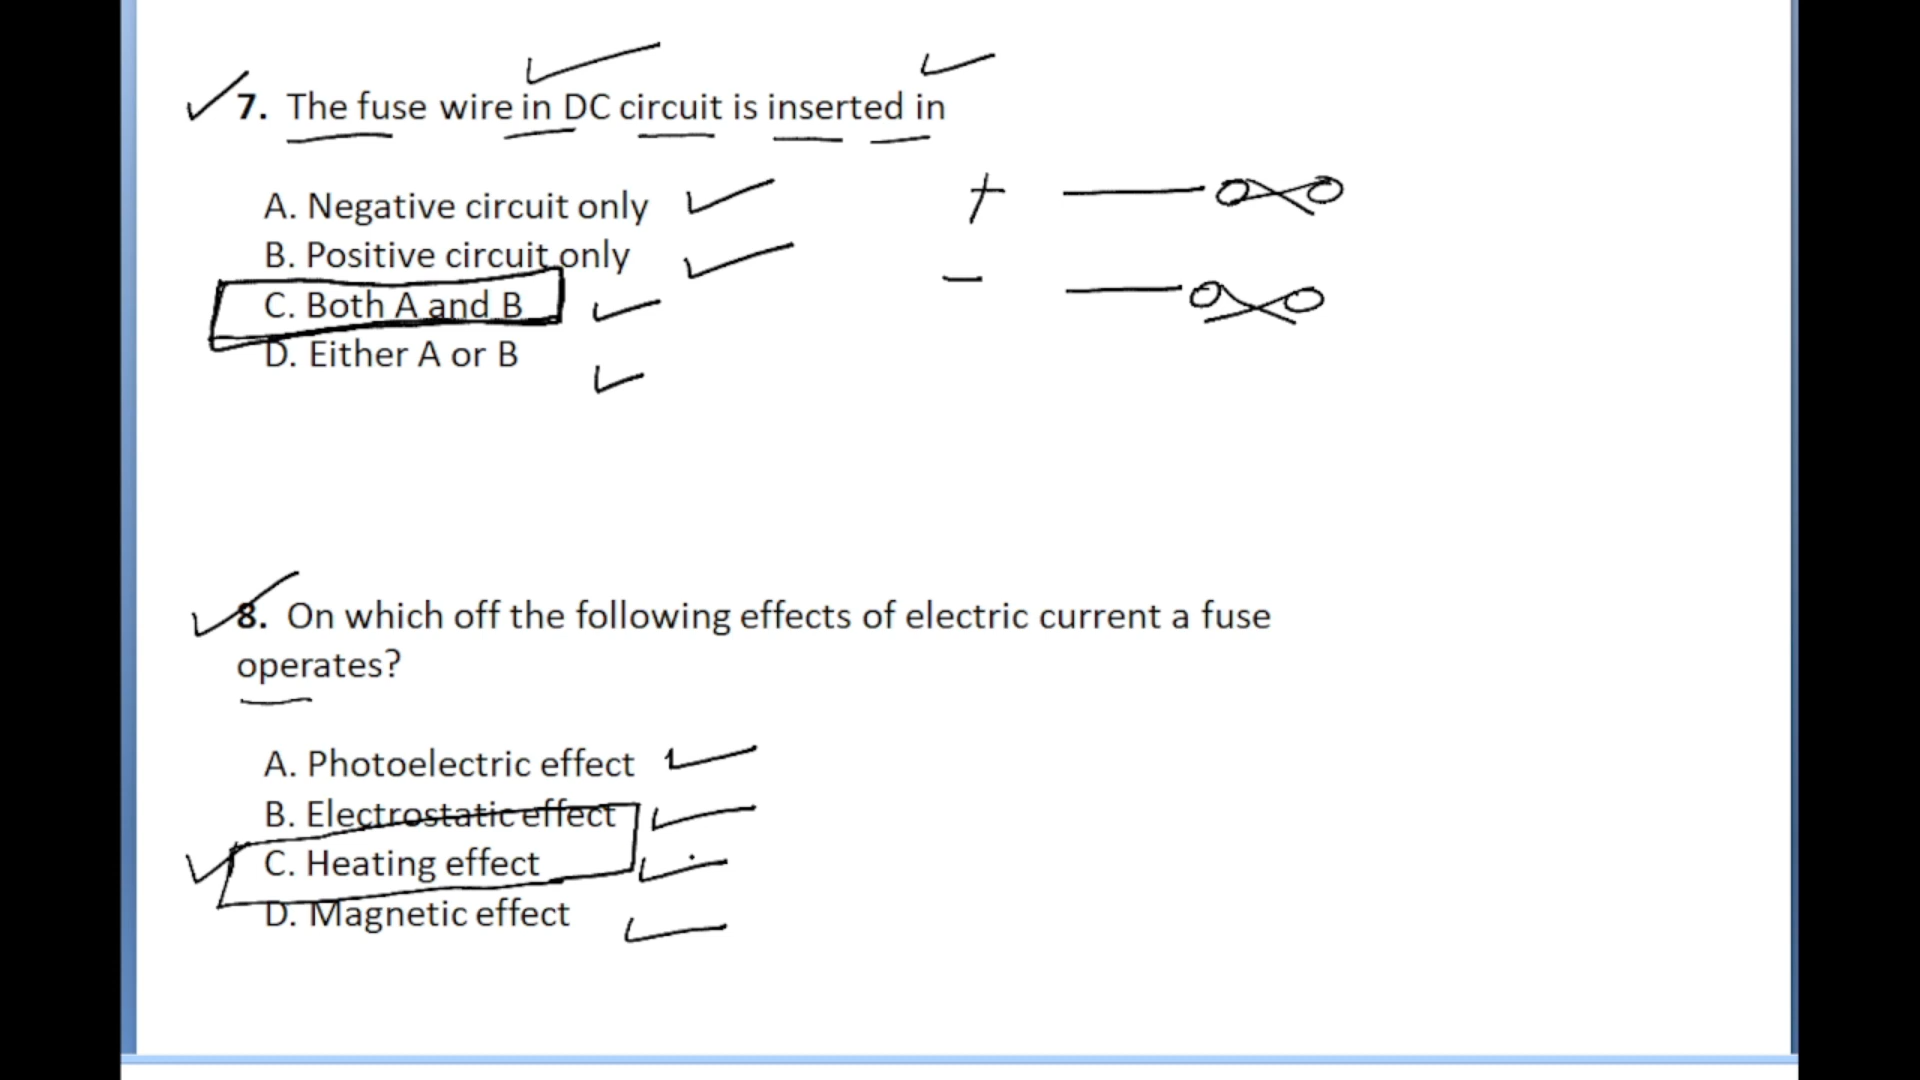 7. The fuse wire in DC circuit is inserted in
A. Negative circuit only
B. Positive circuit only
C. Both A and B
D. Either A or B
+
-
8. On which off the following effects of electric current a fuse
operates?
A. Photoelectric effect
B. Electrostatic effect
C. Heating effect
D. Magnetic effect